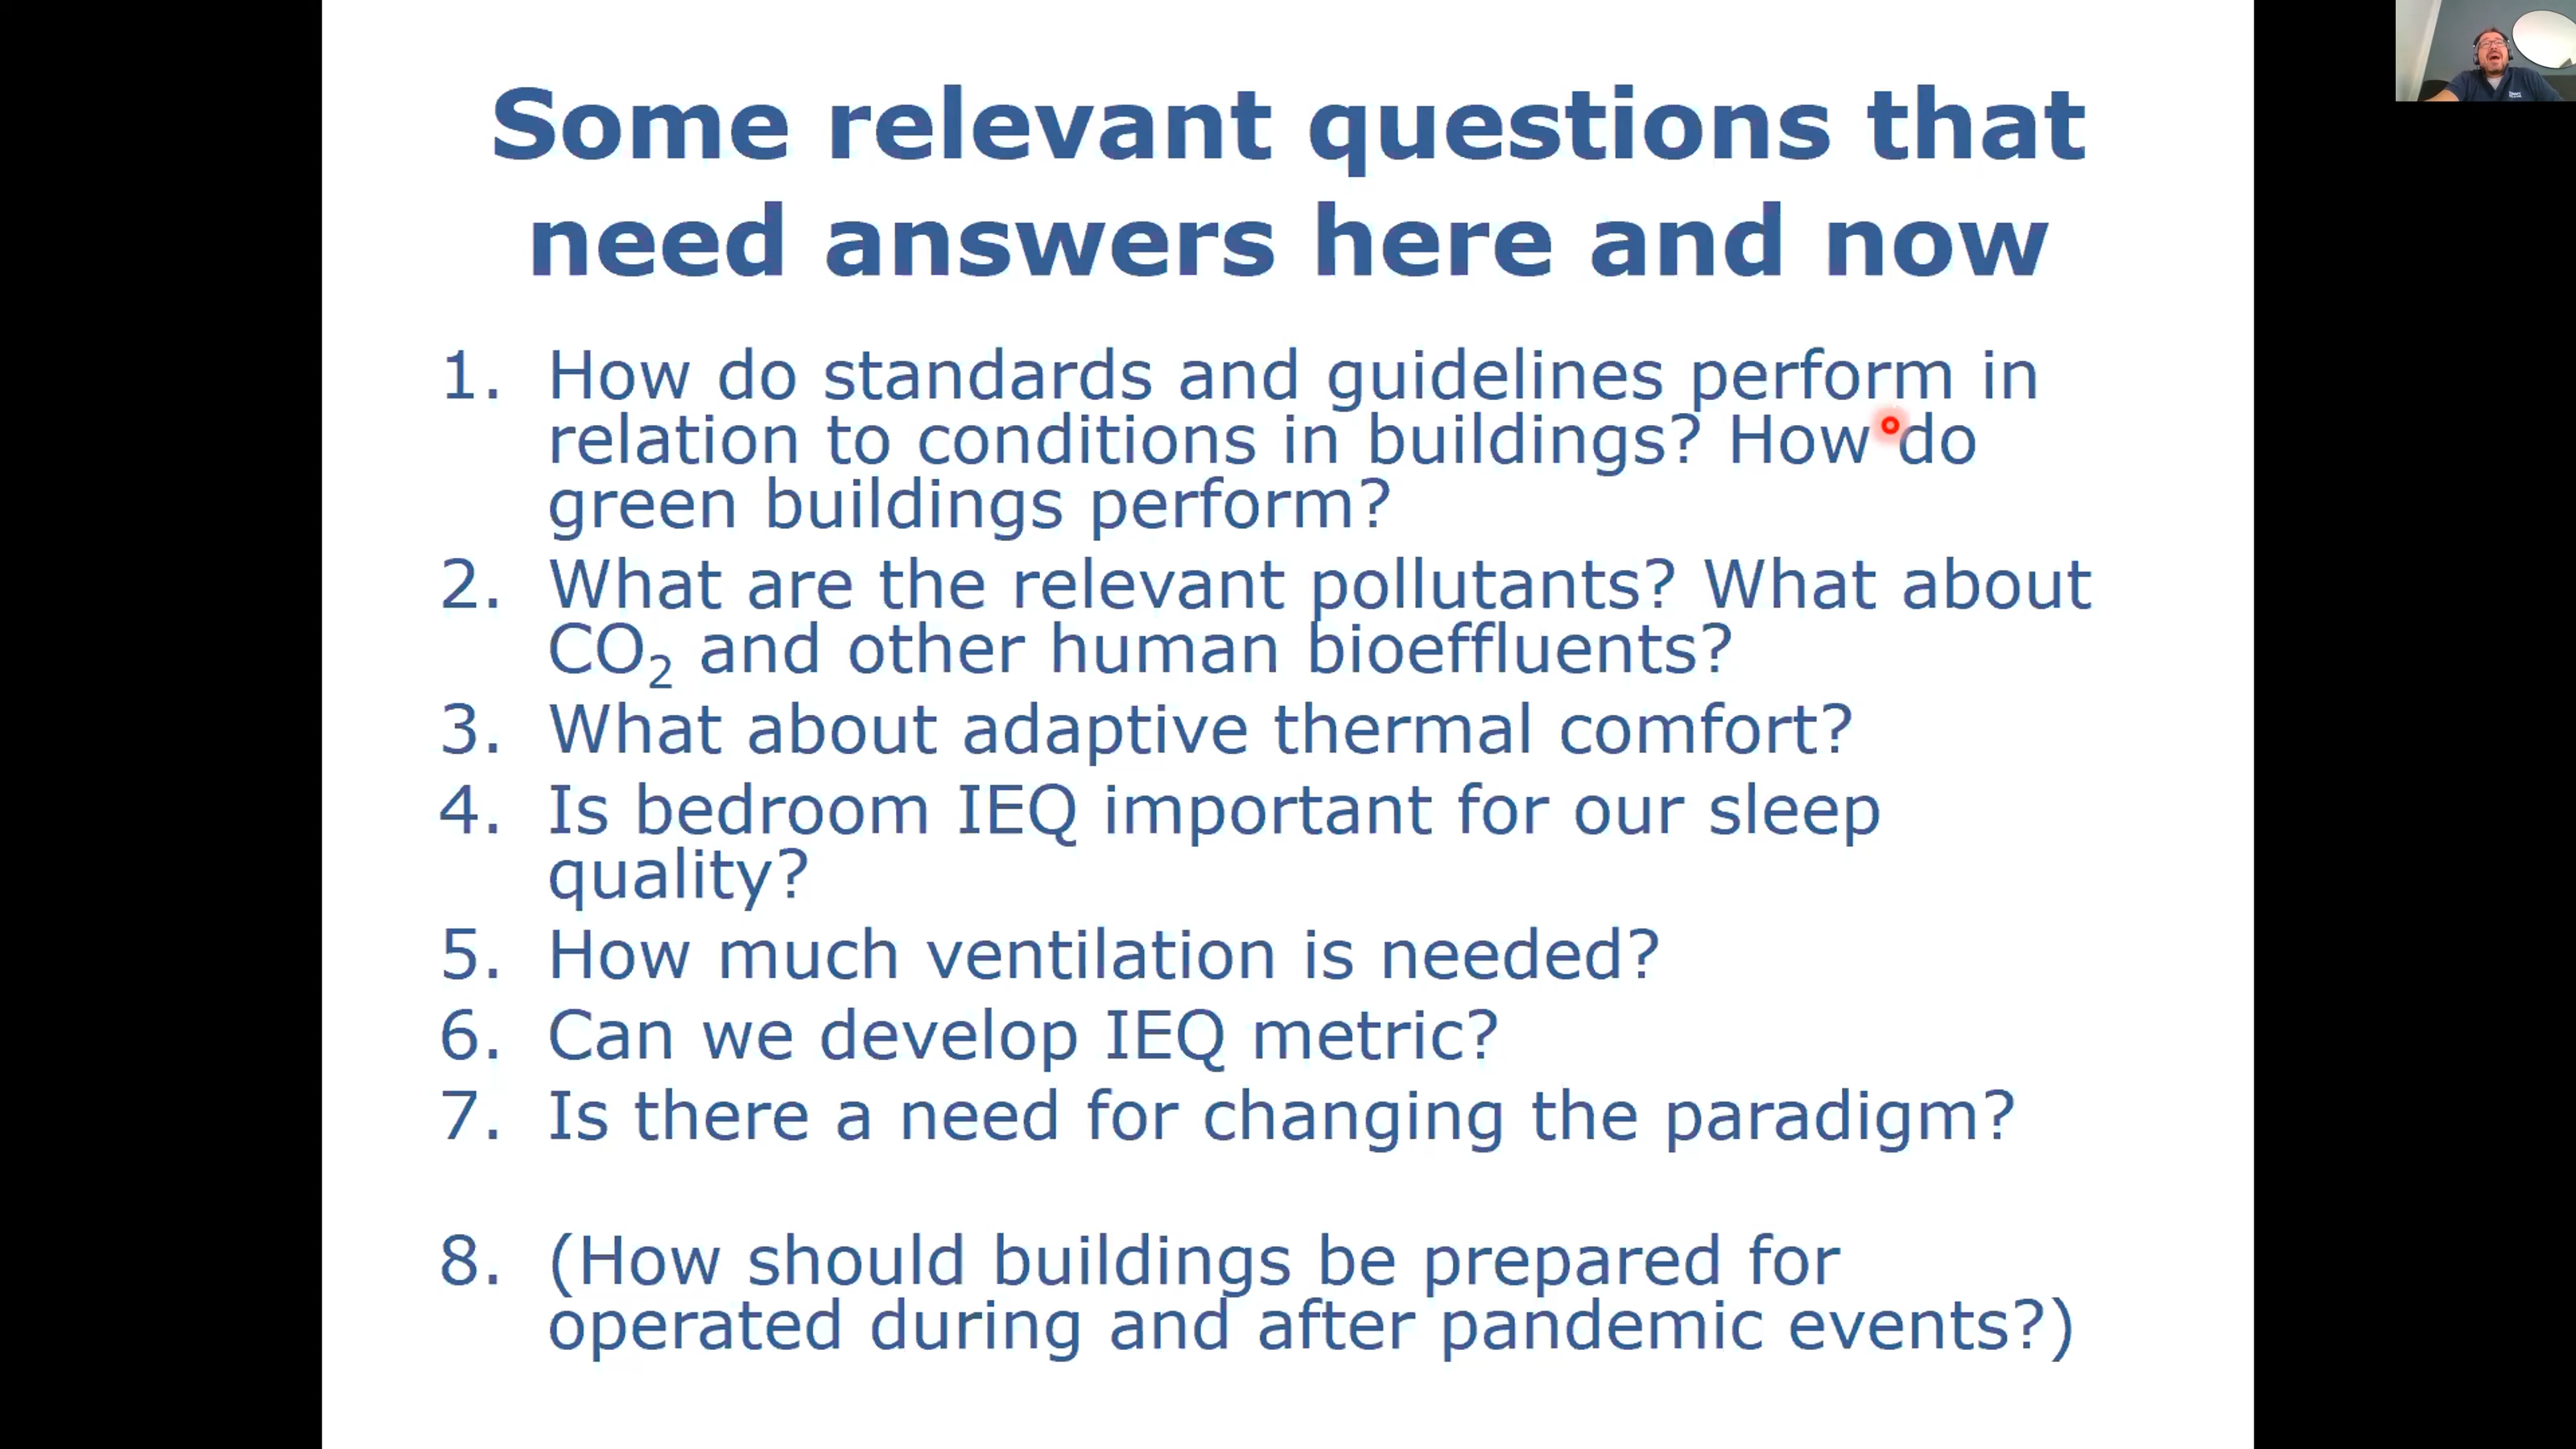 Some relevant questions that
need answers here and now
1. How do standards and guidelines perform in
relation to conditions in buildings? How do
green buildings perform?
2. What are the relevant pollutants? What about
CO₂ and other human bioeffluents?
3. What about adaptive thermal comfort?
4. Is bedroom IEQ important for our sleep
quality?
5. How much ventilation is needed?
6. Can we develop IEQ metric?
7. Is there a need for changing the paradigm?
8. (How should buildings be prepared for
operated during and after pandemic events?)